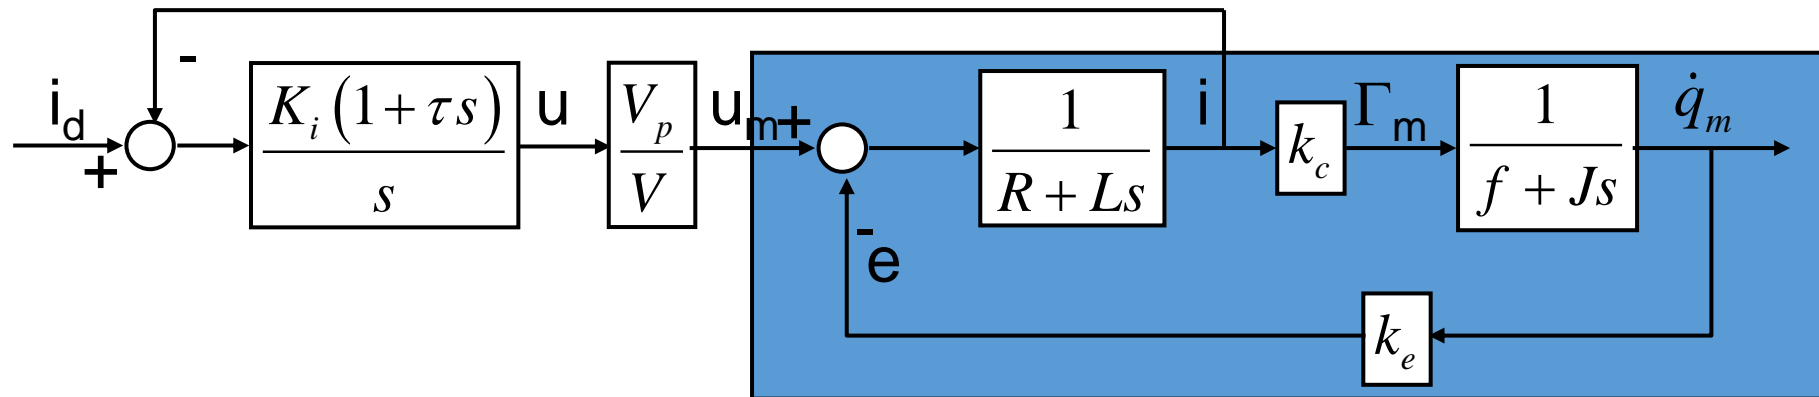 i_d
+
-
K_i (1 + τs)
s
u
V_p
V
u_m
+
-
e
1
R + Ls
i
k_c
Γ_m
1
f + Js
q̇_m
k_e